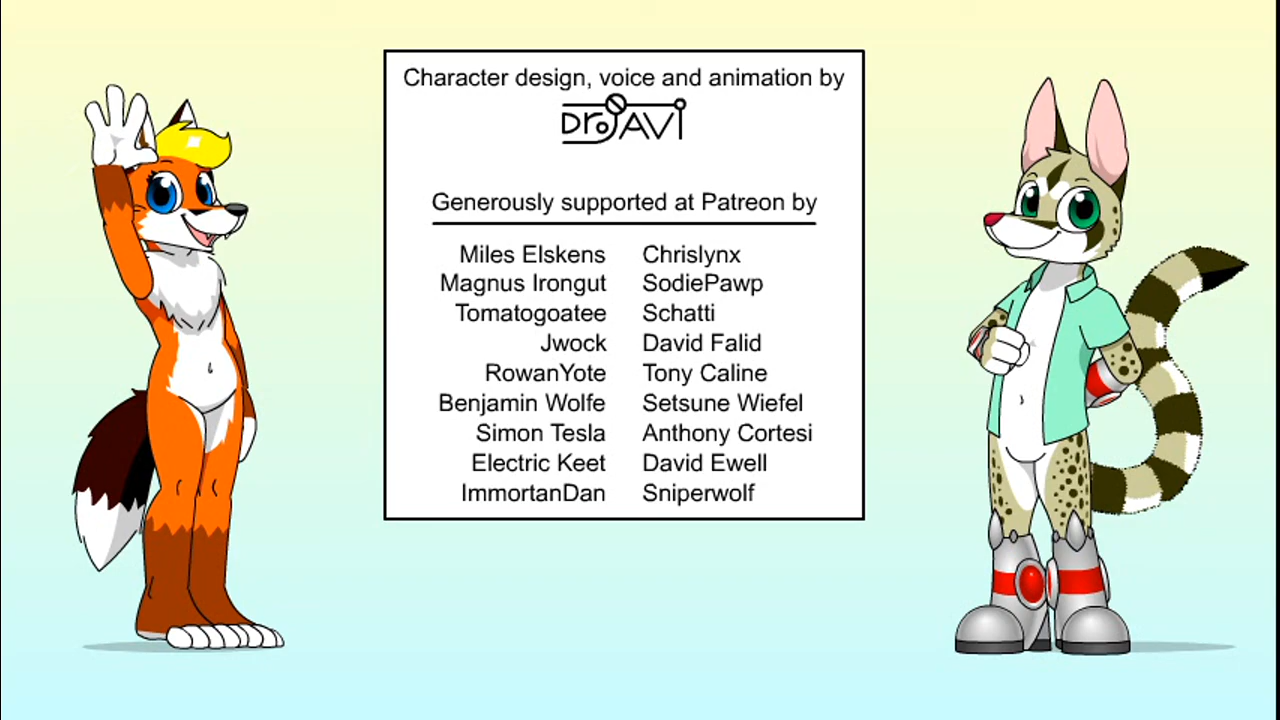 Character design, voice and animation by
DrJavi
Generously supported at Patreon by
Miles Elskens Chrislynx
Magnus Irongut SodiePawp
Tomatogoatee Schatti
Jwock David Falid
RowanYote Tony Caline
Benjamin Wolfe Setsune Wiefel
Simon Tesla Anthony Cortesi
Electric Keet David Ewell
ImmortanDan Sniperwolf